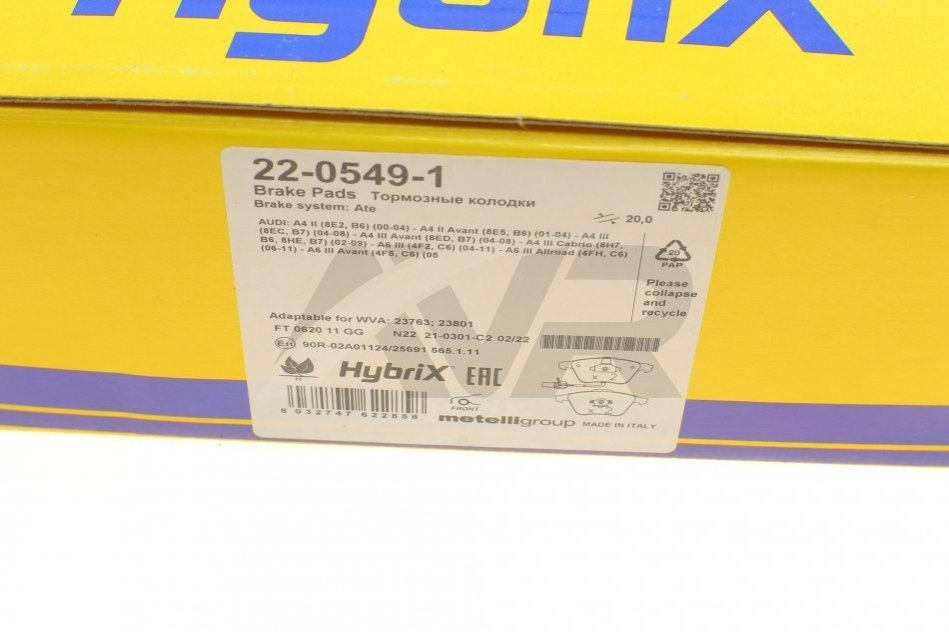 HybriX
22-0549-1
Brake Pads Тормозные колодки
Brake system: Ate
20,0
AUDI: A4 II (8E2, B6) (00-04) - A4 II Avant (8E5, B6) (01-04) - A4 III
(8EC, B7) (04-08) - A4 III Avant (8ED, B7) (04-08) - A4 III Cabrio (8H7,
B6, 8HE, B7) (02-09) - A6 III (4F2, C6) (04-11) - A6 III Allroad (4FH, C6)
(06-11) - A6 III Avant (4F5, C6) (05
20
PAP
Please
collapse
and
recycle
Adaptable for WVA: 23763; 23801
FT 0620 11 GG N22 21-0301-C2 02/22
E11 90R-02A01124/25691 565.1.11
N
HybriX EAC
x 2
x 2
8 032747 622868
FRONT
metelligroup MADE IN ITALY
VR